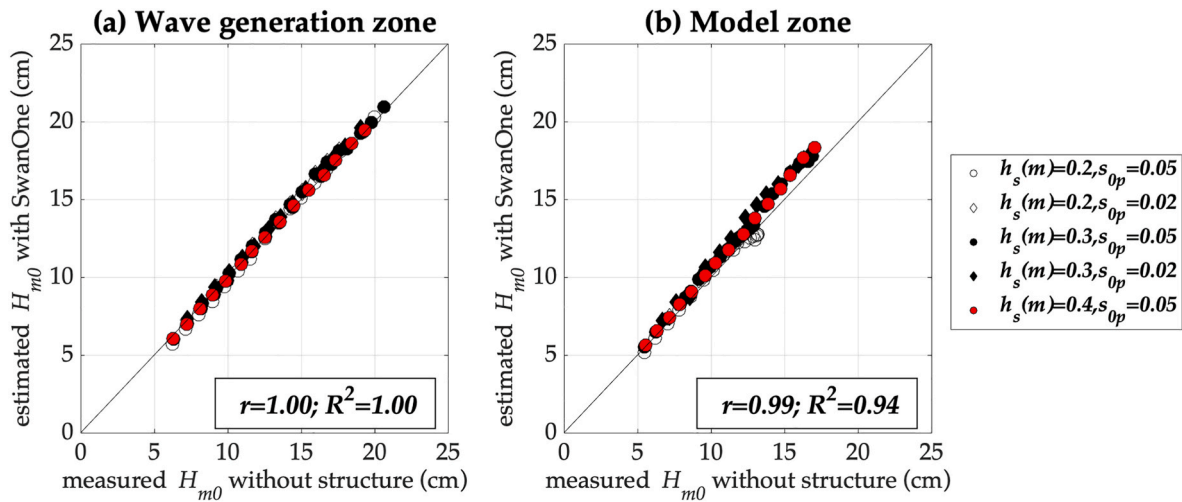 (a) Wave generation zone
estimated H_m0 with SwanOne (cm)
25
20
15
10
5
0
r=1.00; R²=1.00
0 5 10 15 20 25
measured H_m0 without structure (cm)
(b) Model zone
estimated H_m0 with SwanOne (cm)
25
20
15
10
5
0
r=0.99; R²=0.94
0 5 10 15 20 25
measured H_m0 without structure (cm)
h_s(m)=0.2,s_0p=0.05
h_s(m)=0.2,s_0p=0.02
h_s(m)=0.3,s_0p=0.05
h_s(m)=0.3,s_0p=0.02
h_s(m)=0.4,s_0p=0.05